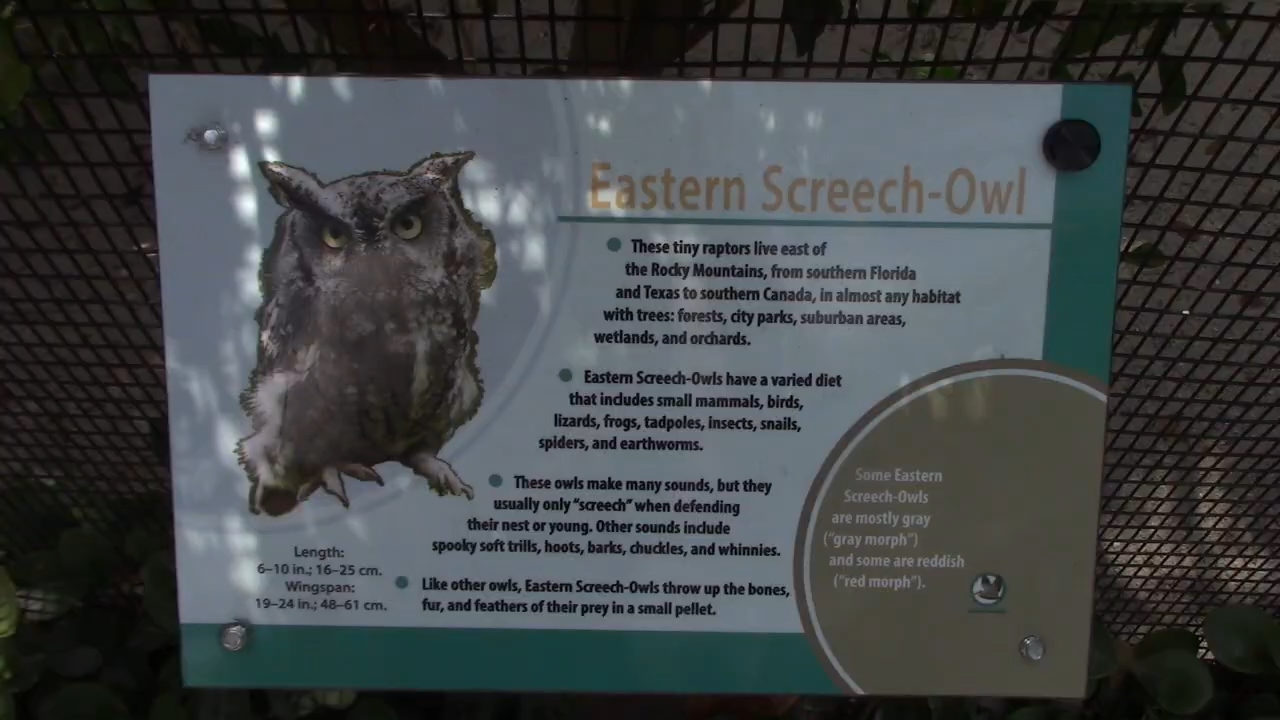 Eastern Screech-Owl
These tiny raptors live east of
the Rocky Mountains, from southern Florida
and Texas to southern Canada, in almost any habitat
with trees: forests, city parks, suburban areas,
wetlands, and orchards.
Eastern Screech-Owls have a varied diet
that includes small mammals, birds,
lizards, frogs, tadpoles, insects, snails,
spiders, and earthworms.
These owls make many sounds, but they
usually only “screech” when defending
their nest or young. Other sounds include
spooky soft trills, hoots, barks, chuckles, and whinnies.
Like other owls, Eastern Screech-Owls throw up the bones,
fur, and feathers of their prey in a small pellet.
Length:
6–10 in.; 16–25 cm.
Wingspan:
19–24 in.; 48–61 cm.
Some Eastern
Screech-Owls
are mostly gray
(“gray morph”)
and some are reddish
(“red morph”).